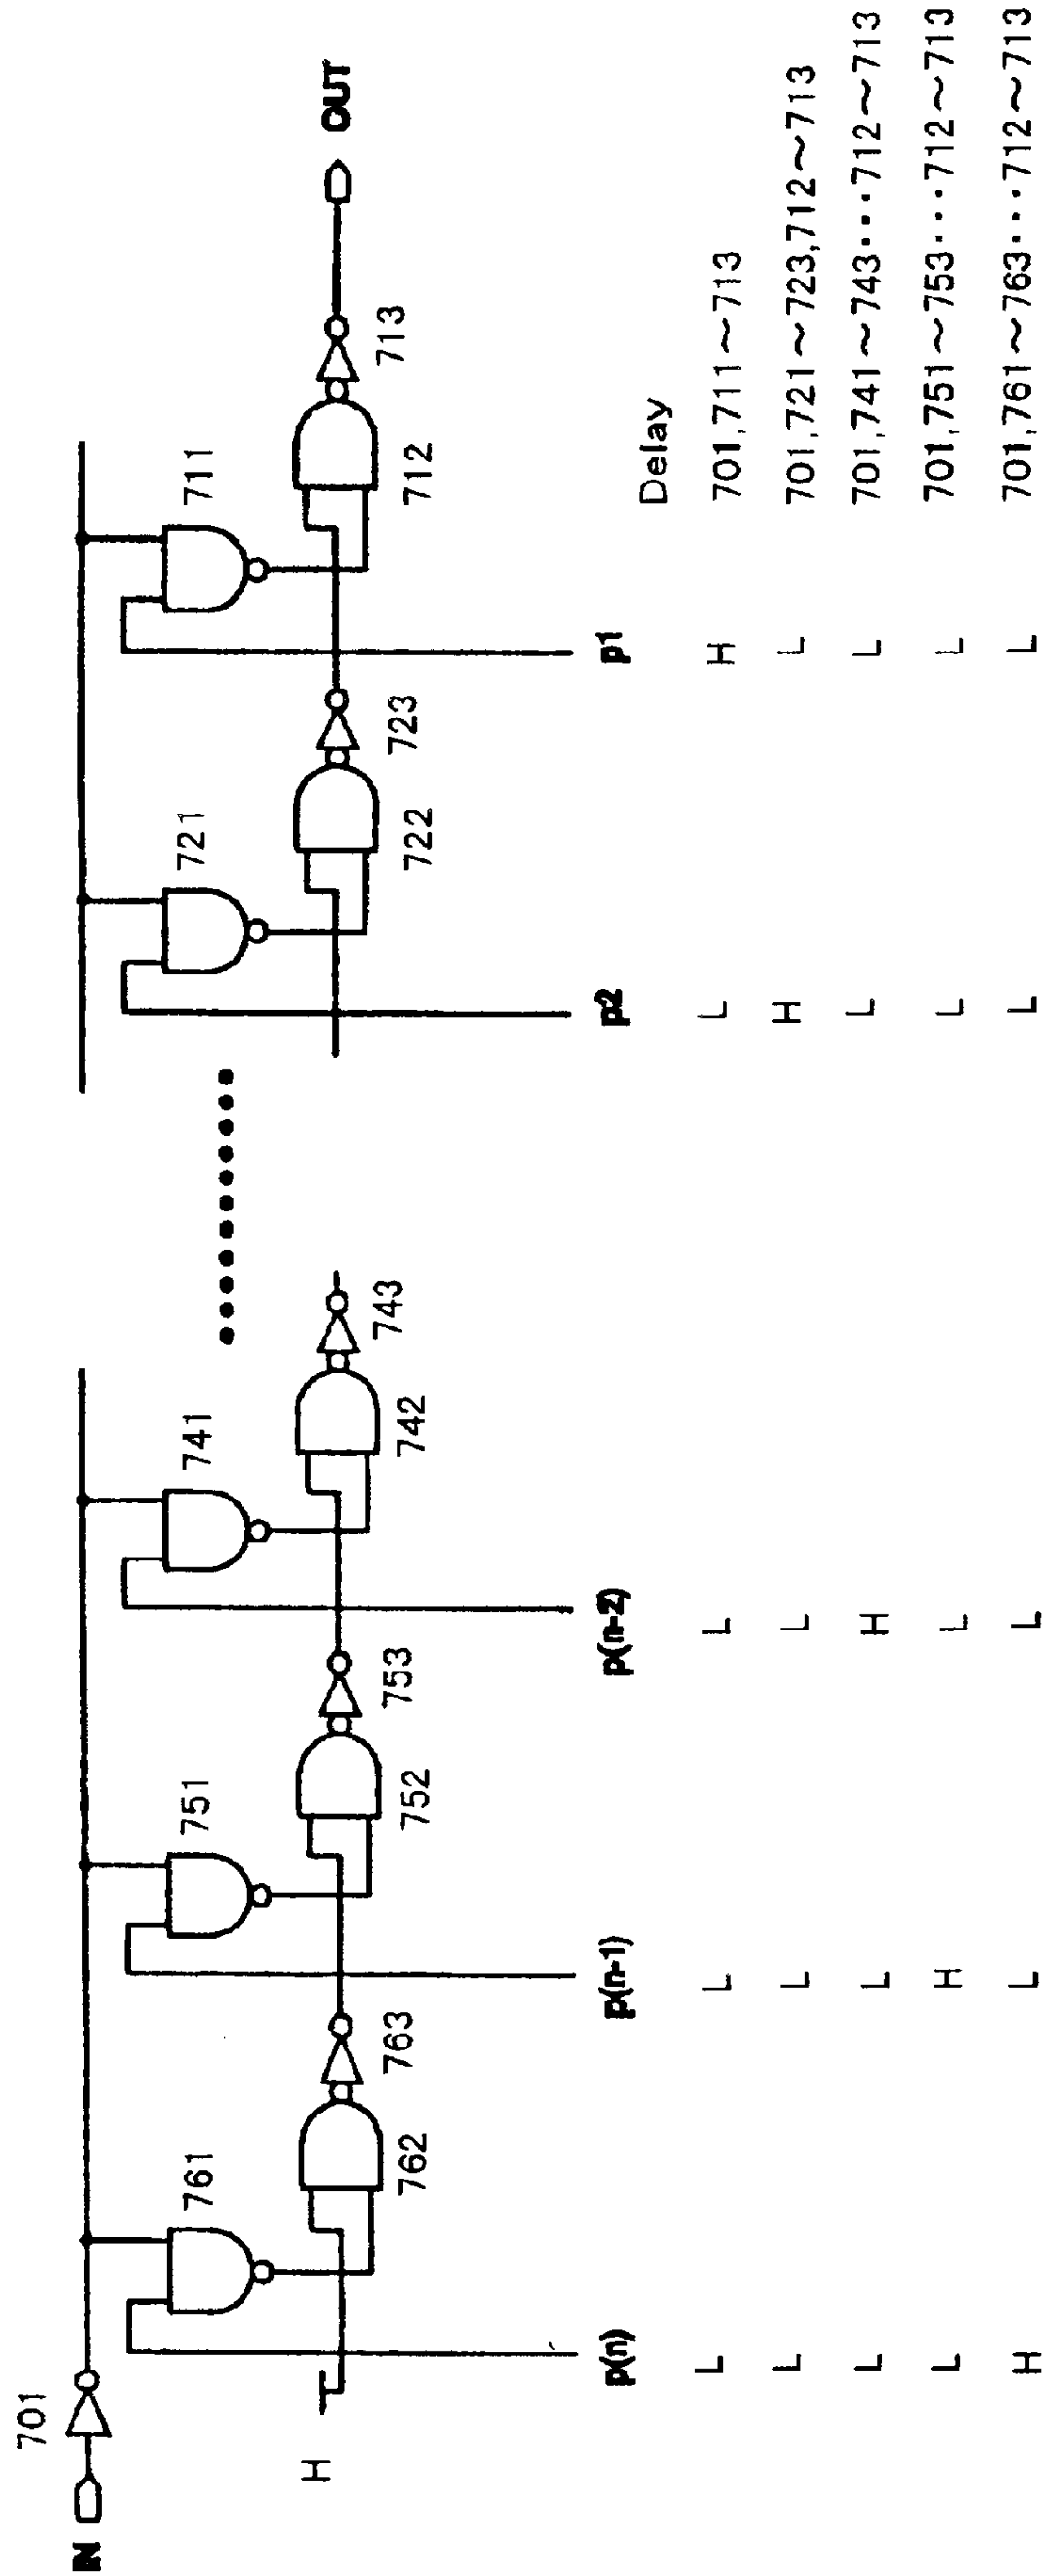 701
IN
H
761
762
763
751
752
753
741
742
743
721
722
723
711
712
713
OUT
p(n) p(n-1) p(n-2) p2 p1 Delay
L L L L H 701,711～713
L L L H L 701,721～723,712～713
L L H L L 701,741～743･･･712～713
L H L L L 701,751～753･･･712～713
H L L L L 701,761～763･･･712～713